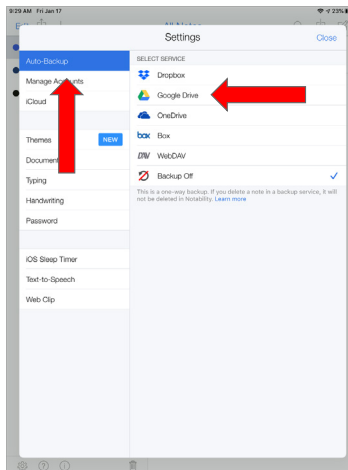 9:29 AM Fri Jan 17
23%
Settings
Close
Auto-Backup
Manage Accounts
iCloud
Themes
NEW
Document
Typing
Handwriting
Password
iOS Sleep Timer
Text-to-Speech
Web Clip
SELECT SERVICE
Dropbox
Google Drive
OneDrive
box Box
DAV WebDAV
Backup Off
This is a one-way backup. If you delete a note in a backup service, it will
not be deleted in Notability. Learn more